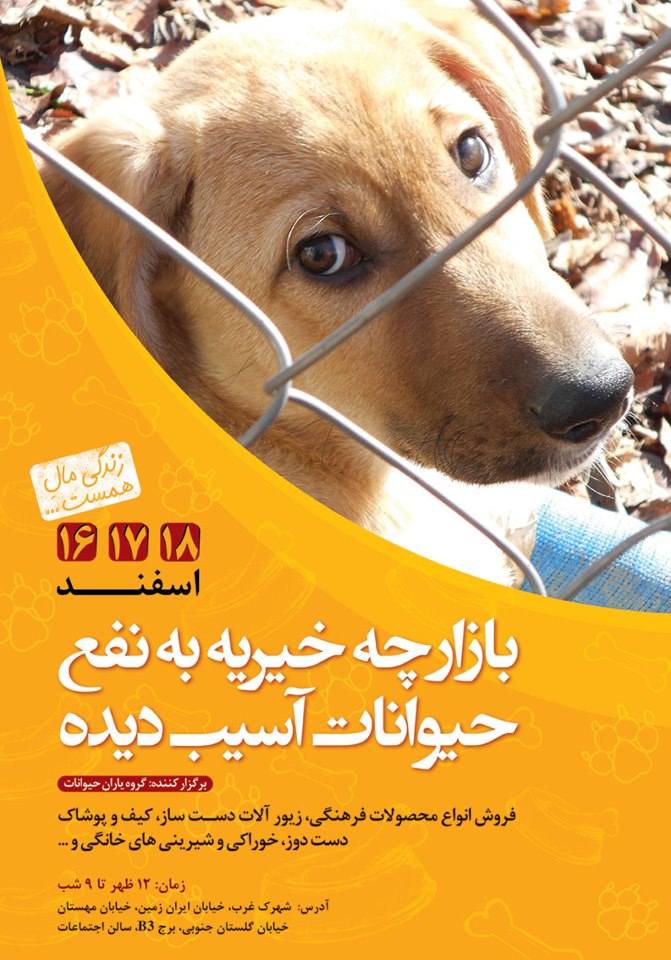 زندگی مال
همست...
۱۶ ۱۷ ۱۸
اسفنــــد
بازارچه خیریه به نفع
حیوانات آسیب دیده
برگزار کننده: گروه یاران حیوانات
فروش انواع محصولات فرهنگی، زیور آلات دست ساز، کیف و پوشاک
دست دوز، خوراکی و شیرینی های خانگی و ...
زمان: ۱۲ ظهر تا ۹ شب
آدرس: شهرک غرب، خیابان ایران زمین، خیابان مهستان
خیابان گلستان جنوبی، برج B3، سالن اجتماعات